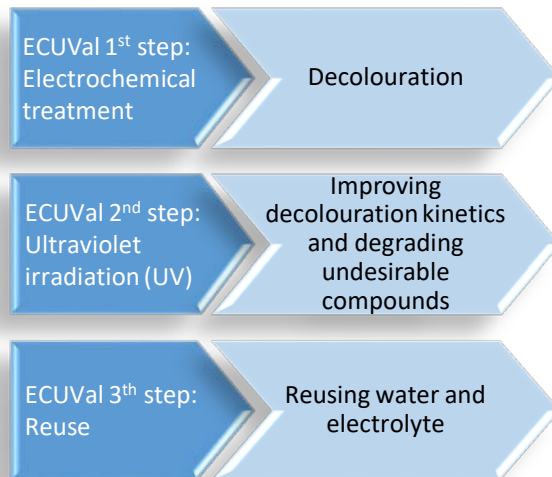 ECUVal 1st step:
Electrochemical
treatment
Decolouration
ECUVal 2nd step:
Ultraviolet
irradiation (UV)
Improving
decolouration kinetics
and degrading
undesirable
compounds
ECUVal 3th step:
Reuse
Reusing water and
electrolyte